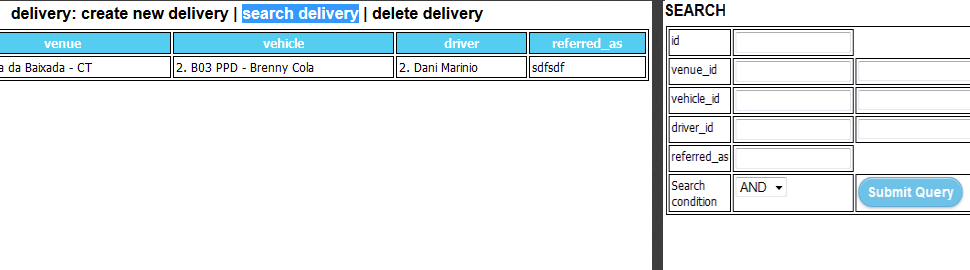 delivery: create new delivery | search delivery | delete delivery
venue vehicle driver referred_as
a da Baixada - CT 2. B03 PPD - Brenny Cola 2. Dani Marinio sdfsdf
SEARCH
id
venue_id
vehicle_id
driver_id
referred_as
Search
condition
AND
Submit Query